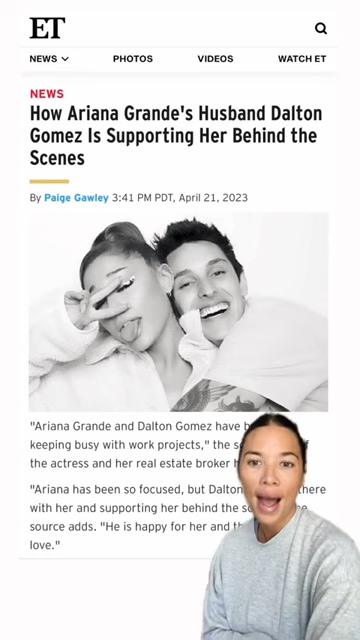 ET
NEWS PHOTOS VIDEOS WATCH ET
NEWS
How Ariana Grande's Husband Dalton
Gomez Is Supporting Her Behind the
Scenes
By Paige Gawley 3:41 PM PDT, April 21, 2023
"Ariana Grande and Dalton Gomez have
keeping busy with work projects," the
the actress and her real estate broker
"Ariana has been so focused, but Dalton
with her and supporting her behind the
source adds. "He is happy for her and
love."